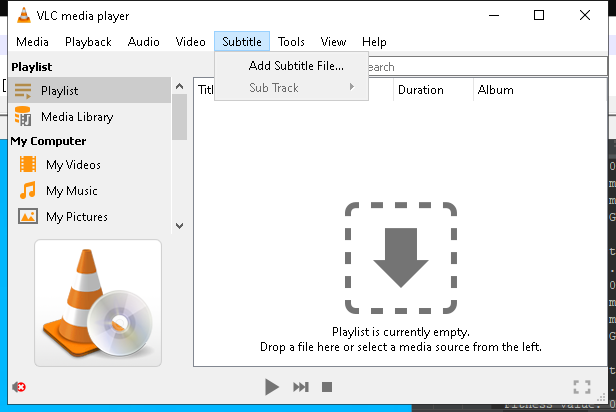 VLC media player
Media Playback Audio Video Subtitle Tools View Help
Playlist
Add Subtitle File...
Sub Track
Playlist
Media Library
Duration Album
My Computer
My Videos
My Music
My Pictures
Playlist is currently empty.
Drop a file here or select a media source from the left.